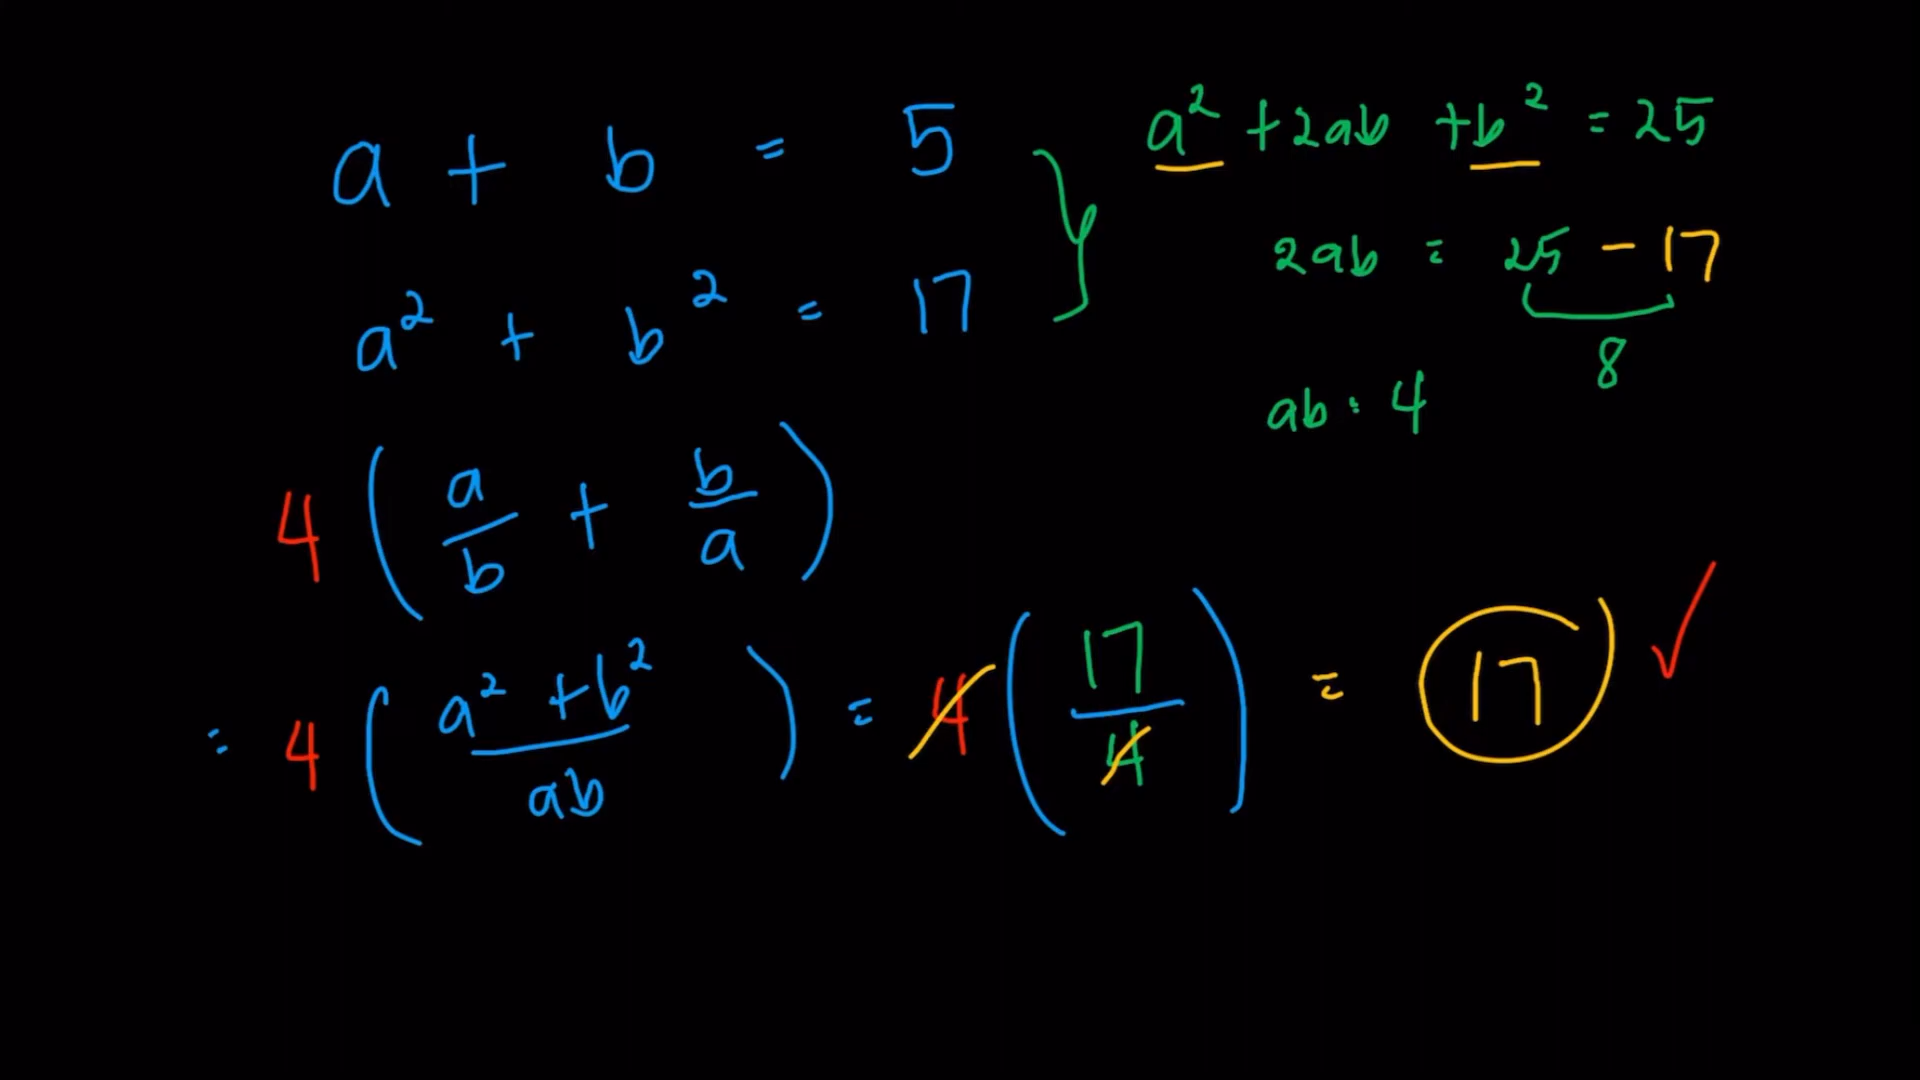 a + b = 5
a² + b² = 17
a² + 2ab + b² = 25
2ab = 25 - 17
8
ab = 4
4 ( a/b + b/a )
= 4 ( a² + b² / ab ) = 4 ( 17 / 4 ) = 17 ✓